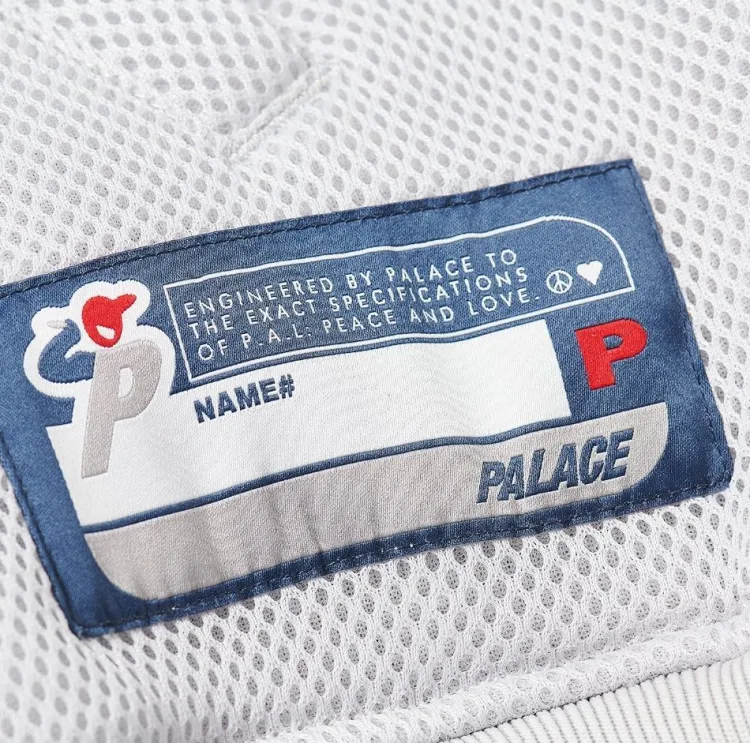 ENGINEERED BY PALACE TO
THE EXACT SPECIFICATIONS
OF P.A.L: PEACE AND LOVE.
P
NAME#
P
PALACE